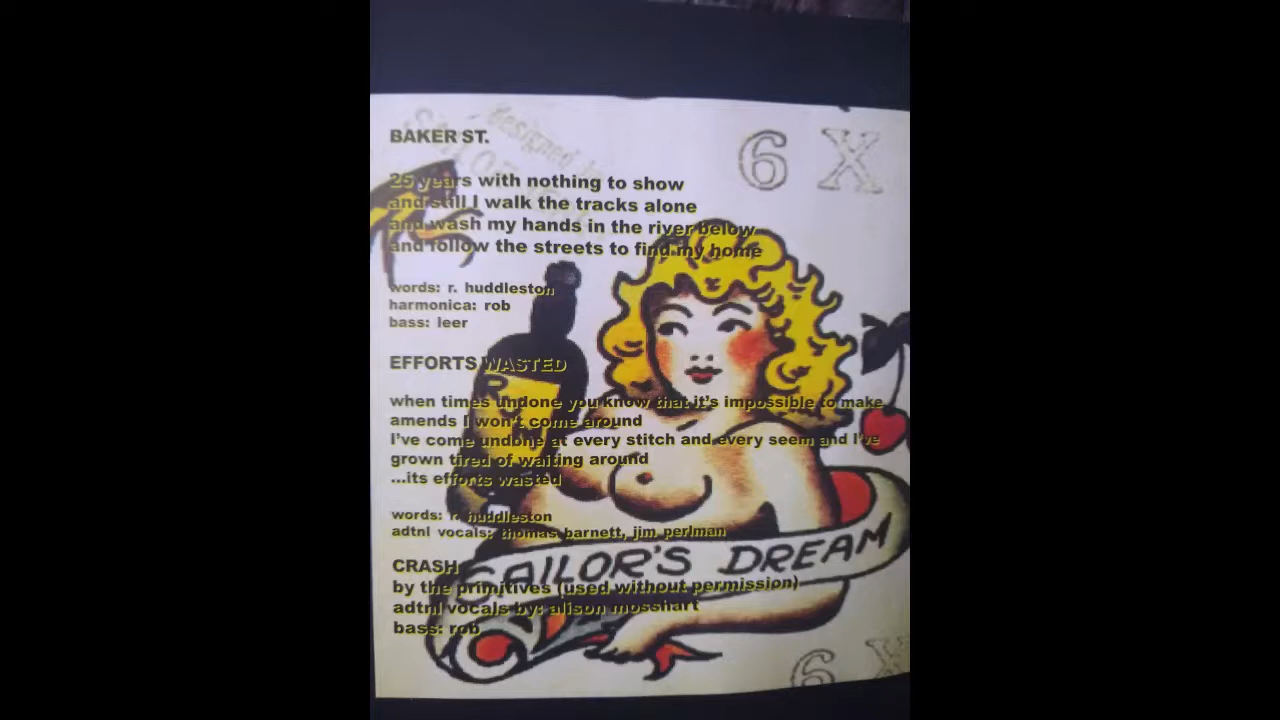 designed by
SAILOR
6 X
BAKER ST.
25 years with nothing to show
and still I walk the tracks alone
and wash my hands in the river below
and follow the streets to find my home
words: r. huddleston
harmonica: rob
bass: leer
EFFORTS WASTED
RUM
when times undone you know that it's impossible to make
amends I won't come around
I've come undone at every stitch and every seem and I've
grown tired of waiting around
...its efforts wasted
words: r. huddleston
adtnl vocals: thomas barnett, jim perlman
SAILOR'S DREAM
CRASH
by the primitives (used without permission)
adtnl vocals by: alison mosshart
bass: rob
6 X